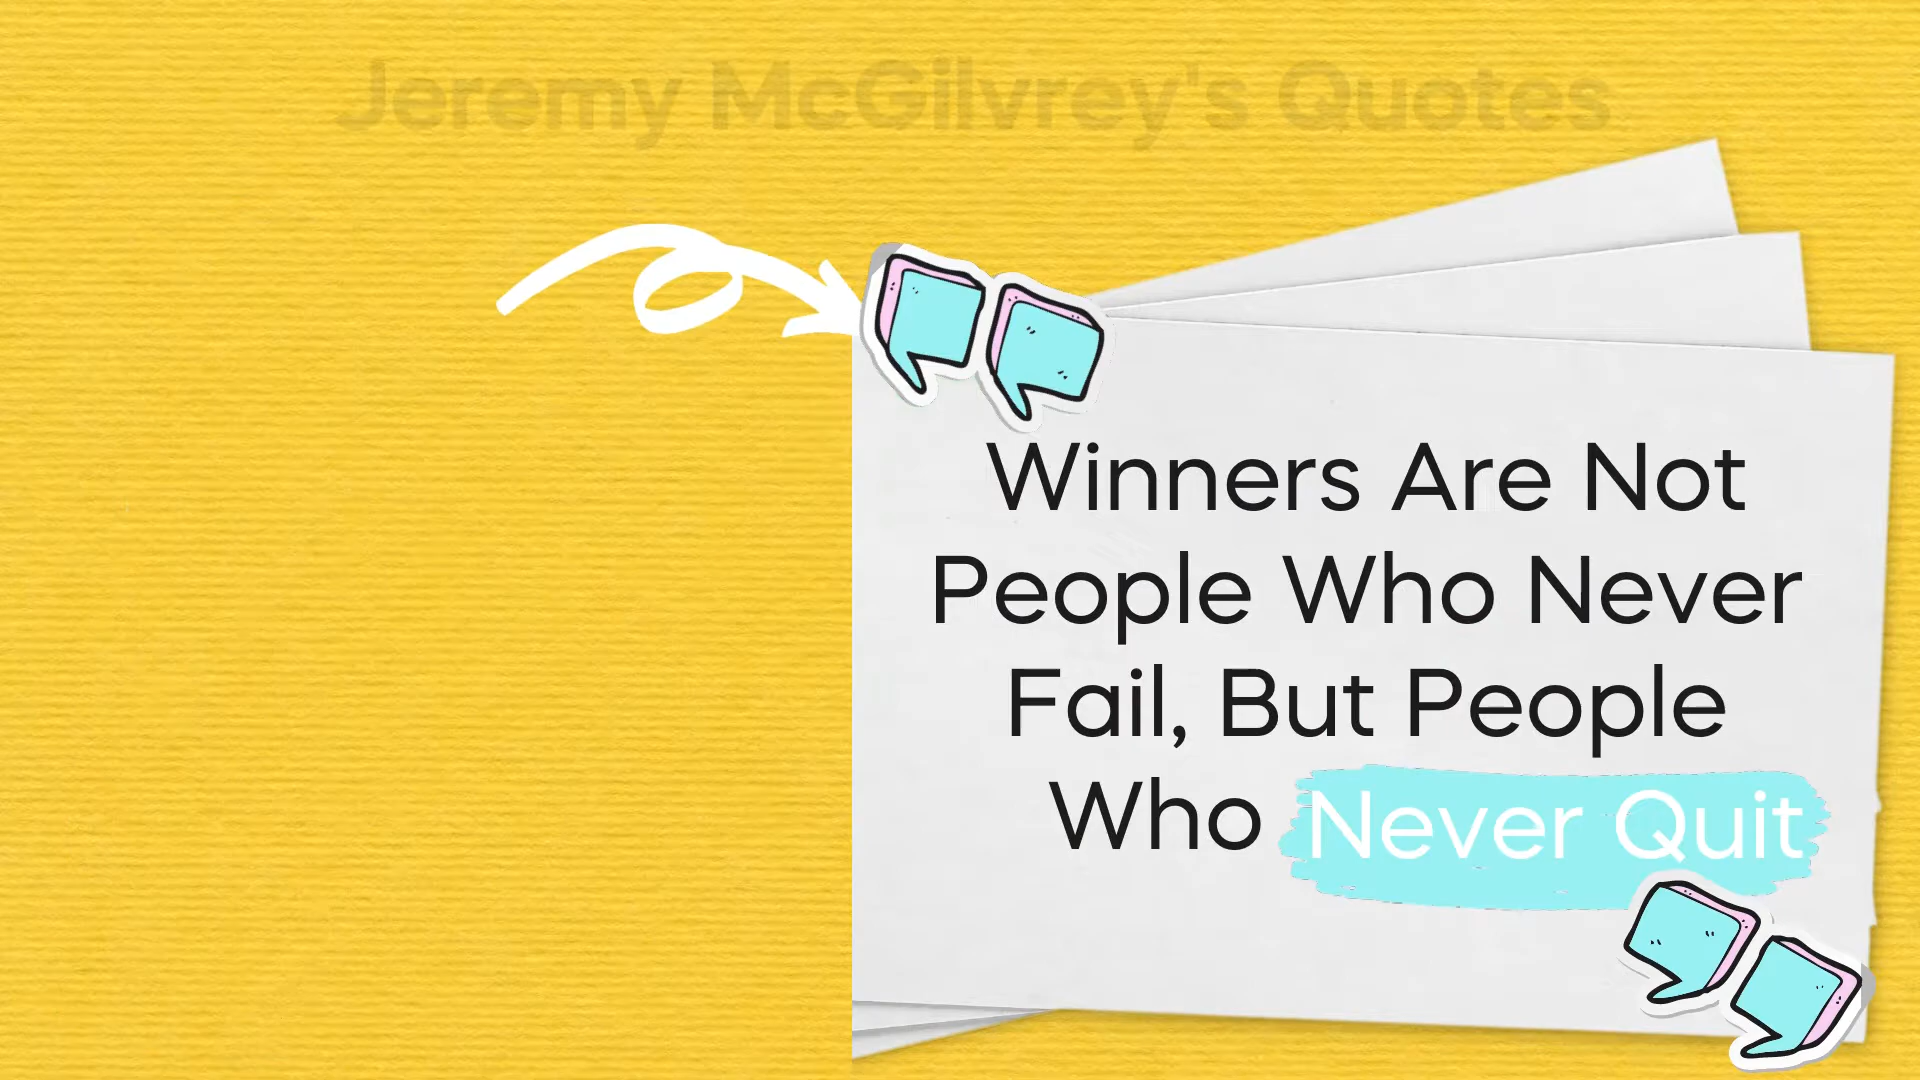 Jeremy McGilvrey's Quotes
Winners Are Not
People Who Never
Fail, But People
Who Never Quit